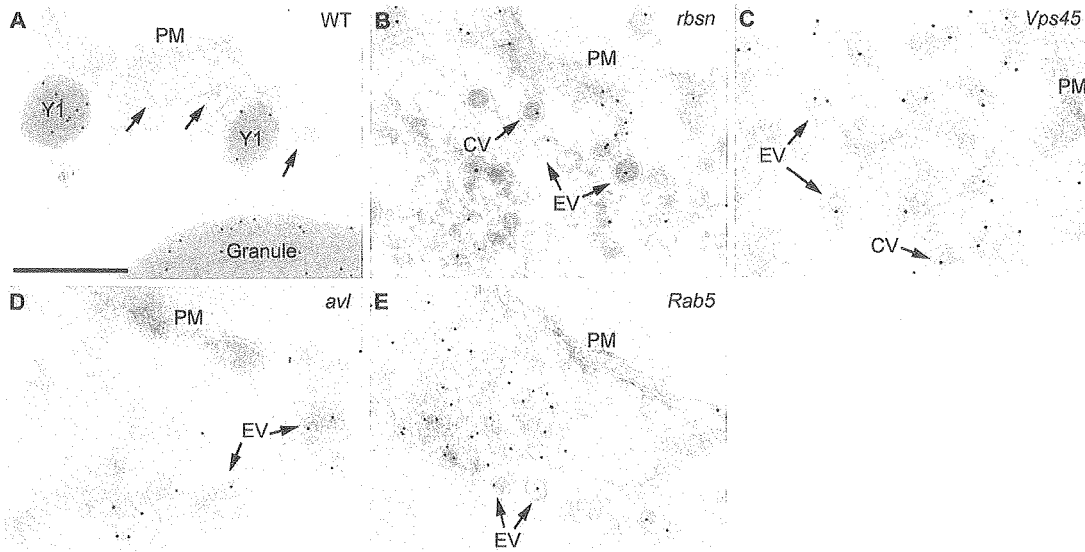 A
WT
PM
Y1
Y1
Granule
B
rbsn
PM
CV
EV
C
Vps45
PM
EV
CV
D
avl
PM
EV
E
Rab5
PM
EV